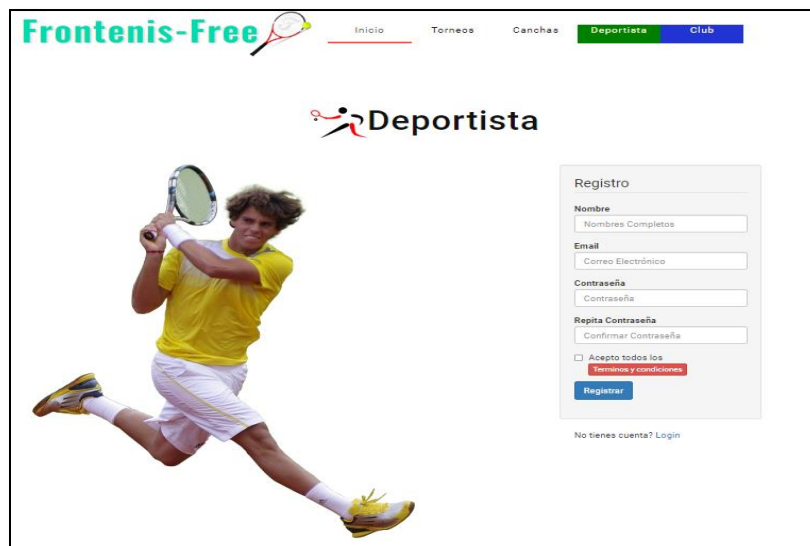 Frontenis-Free
Inicio Torneos Canchas Deportista Club
Deportista
Registro
Nombre
Nombres Completos
Email
Correo Electrónico
Contraseña
Contraseña
Repita Contraseña
Confirmar Contraseña
Acepto todos los
Terminos y condiciones
Registrar
No tienes cuenta? Login